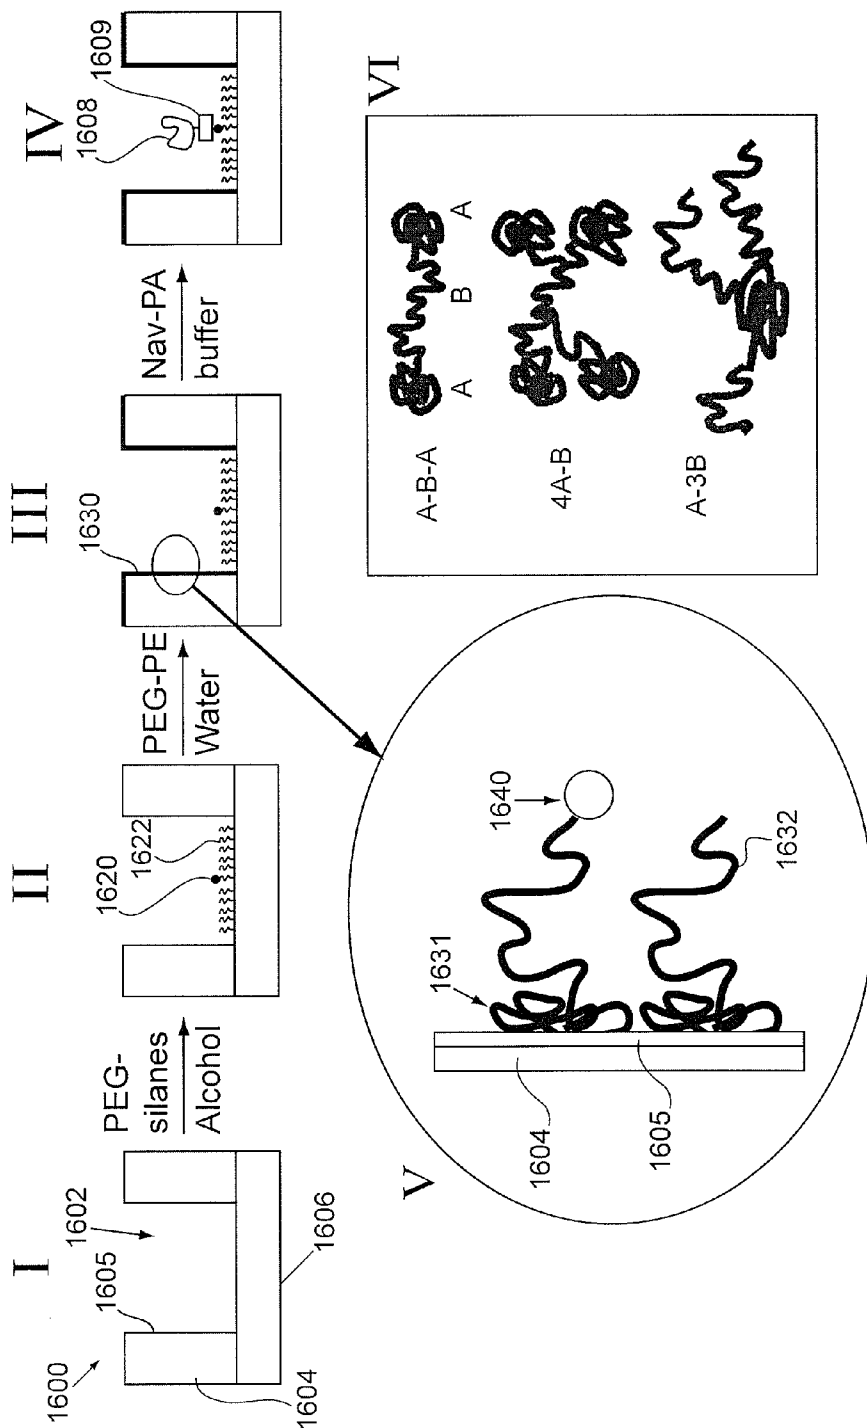 I
1600
1605
1602
1604
1606
PEG-
silanes
Alcohol
II
1620
1622
PEG-PE
Water
III
1630
Nav-PA
buffer
IV
1608
1609
V
1604
1605
1631
1640
1632
VI
A-B-A
A
B
A
4A-B
A-3B